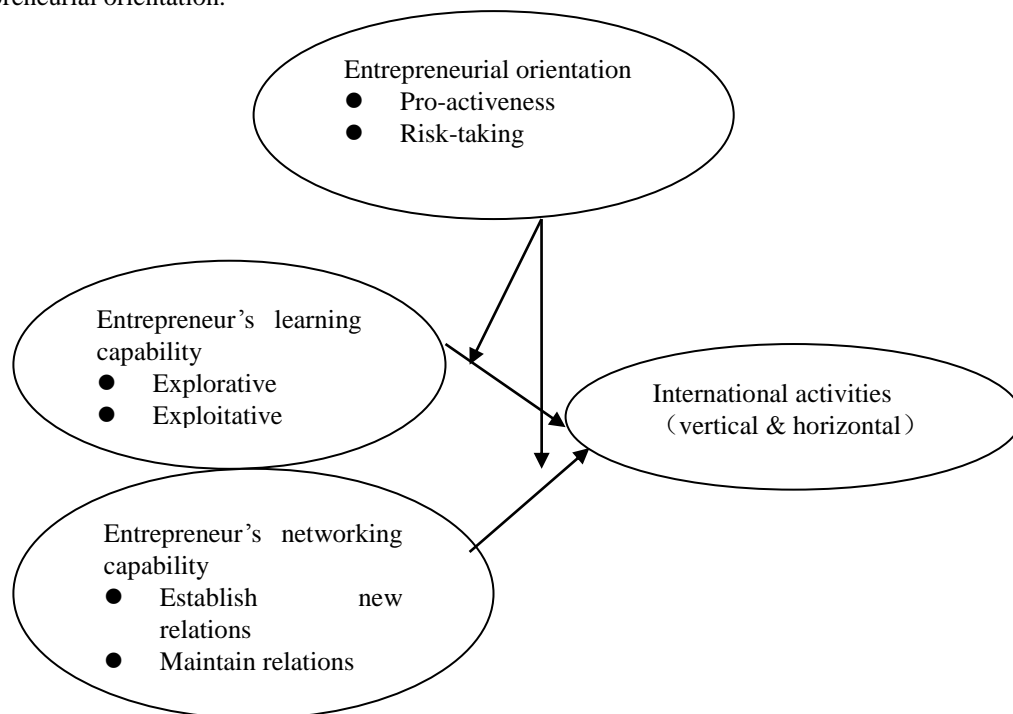 preneurial orientation.
Entrepreneurial orientation
● Pro-activeness
● Risk-taking
Entrepreneur’s learning
capability
● Explorative
● Exploitative
International activities
（vertical & horizontal）
Entrepreneur’s networking
capability
● Establish new
relations
● Maintain relations